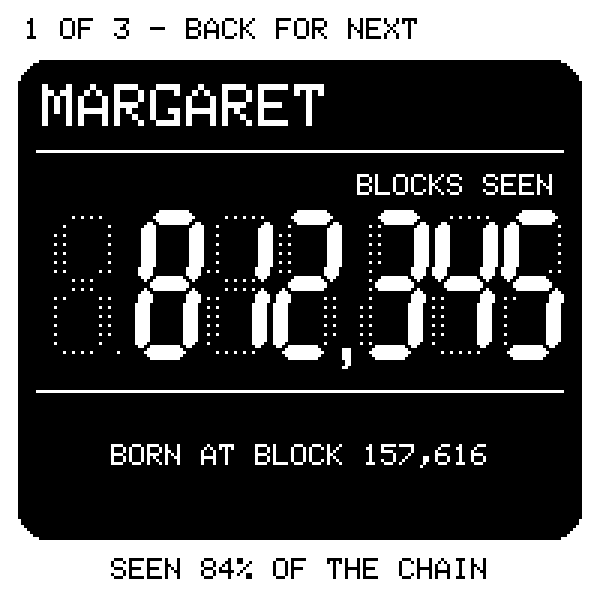 1 OF 3 - BACK FOR NEXT
MARGARET
BLOCKS SEEN
812,345
BORN AT BLOCK 157,616
SEEN 84% OF THE CHAIN